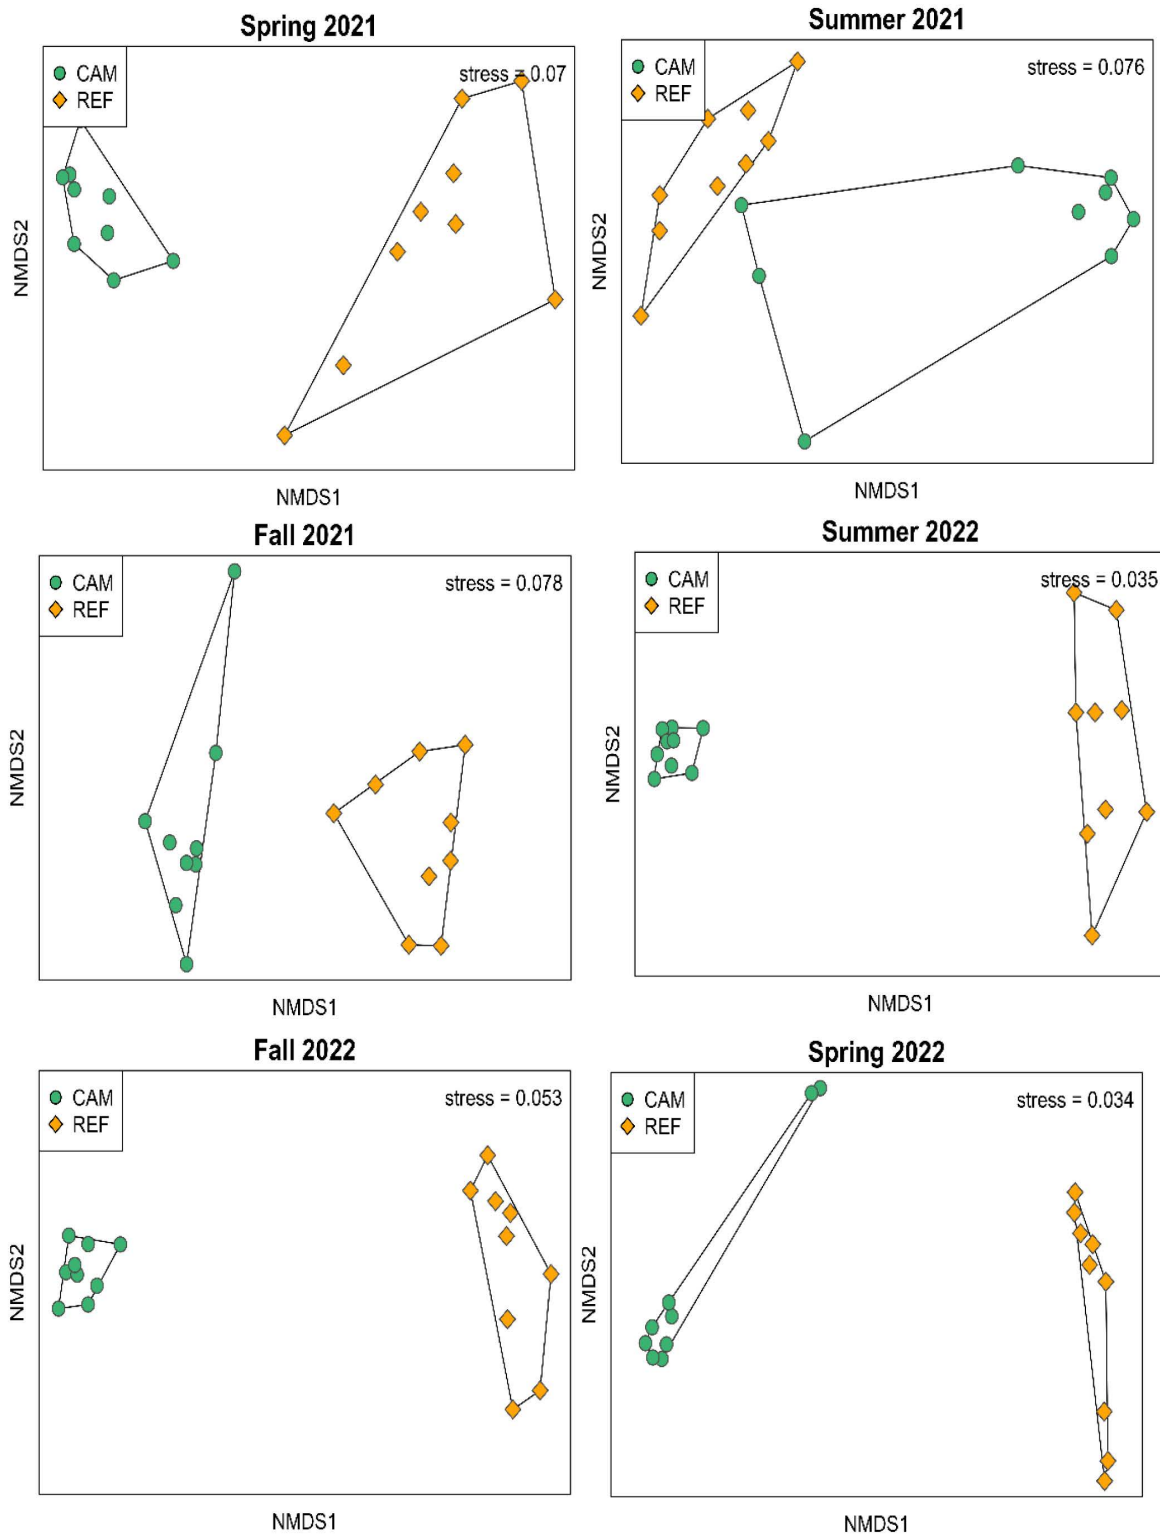 Spring 2021
CAM
REF
stress = 0.07
NMDS2
NMDS1
Summer 2021
CAM
REF
stress = 0.076
NMDS2
NMDS1
Fall 2021
CAM
REF
stress = 0.078
NMDS2
NMDS1
Summer 2022
CAM
REF
stress = 0.035
NMDS2
NMDS1
Fall 2022
CAM
REF
stress = 0.053
NMDS2
NMDS1
Spring 2022
CAM
REF
stress = 0.034
NMDS2
NMDS1